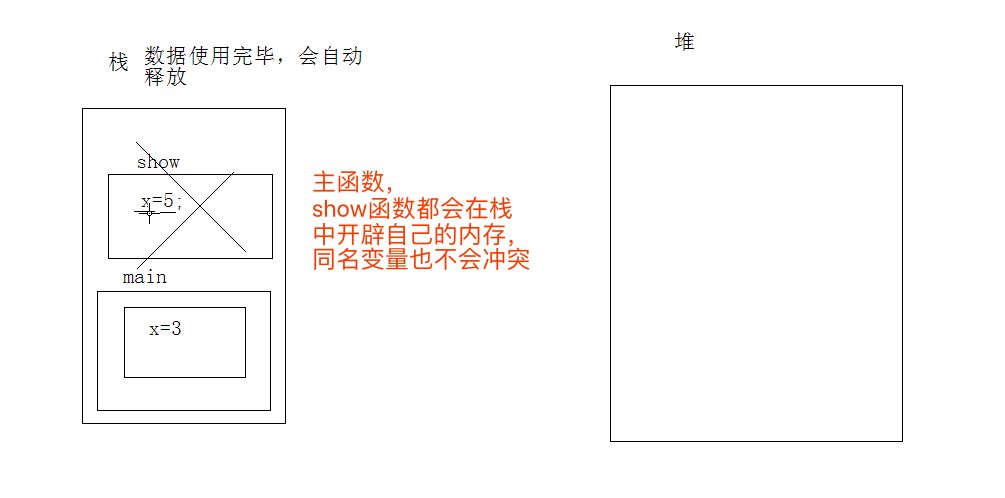 栈
数据使用完毕，会自动
释放
堆
show
x=5;
主函数，
show函数都会在栈
中开辟自己的内存，
同名变量也不会冲突
main
x=3